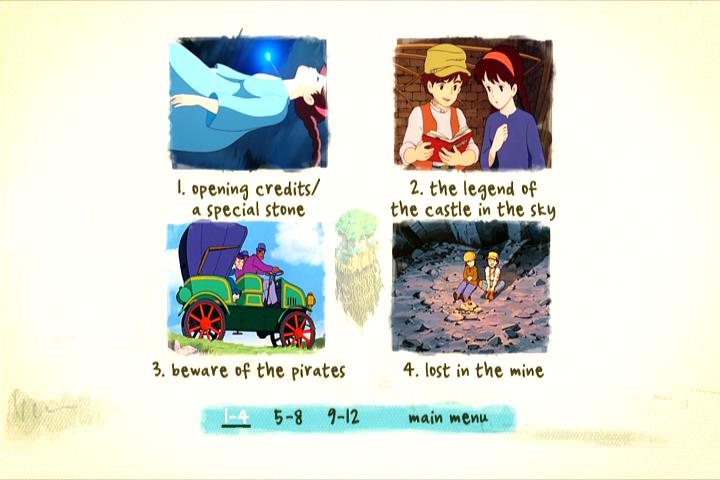 1. opening credits/
a special stone
2. the legend of
the castle in the sky
3. beware of the pirates
4. lost in the mine
1-4 5-8 9-12 main menu